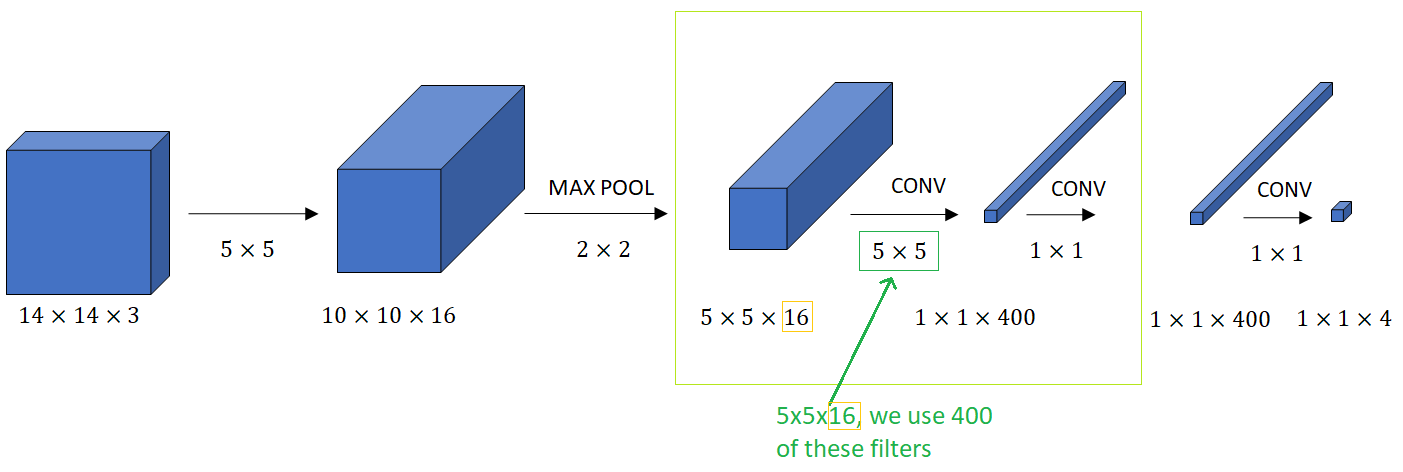 MAX POOL
CONV
CONV
CONV
5 × 5
2 × 2
5 × 5
1 × 1
1 × 1
14 × 14 × 3
10 × 10 × 16
5 × 5 × 16
1 × 1 × 400
1 × 1 × 400
1 × 1 × 4
5x5x16, we use 400
of these filters